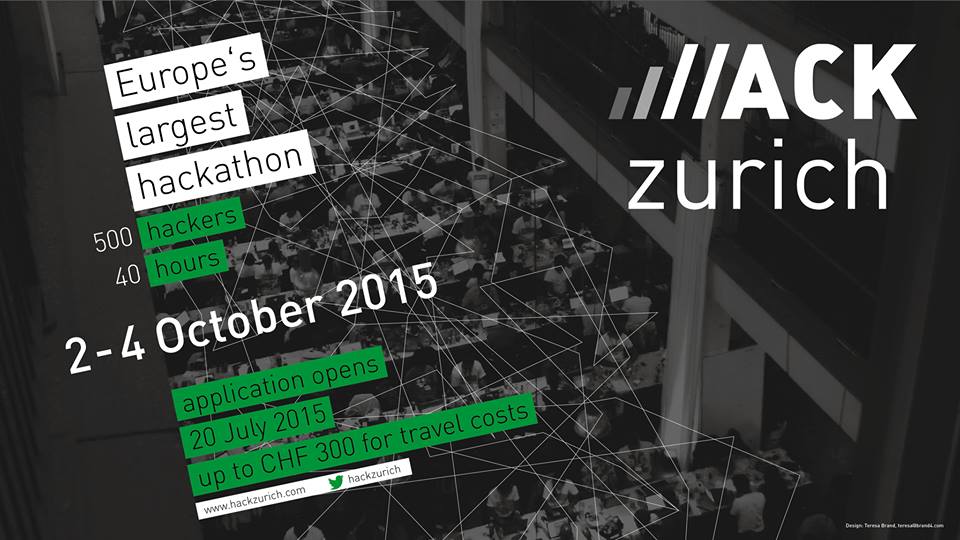 Europe‘s
largest
hackathon
500 hackers
40 hours
2-4 October 2015
application opens
20 July 2015
up to CHF 300 for travel costs
www.hackzurich.com hackzurich
////ACK
zurich
Design: Teresa Brand, teresa@brand4.com